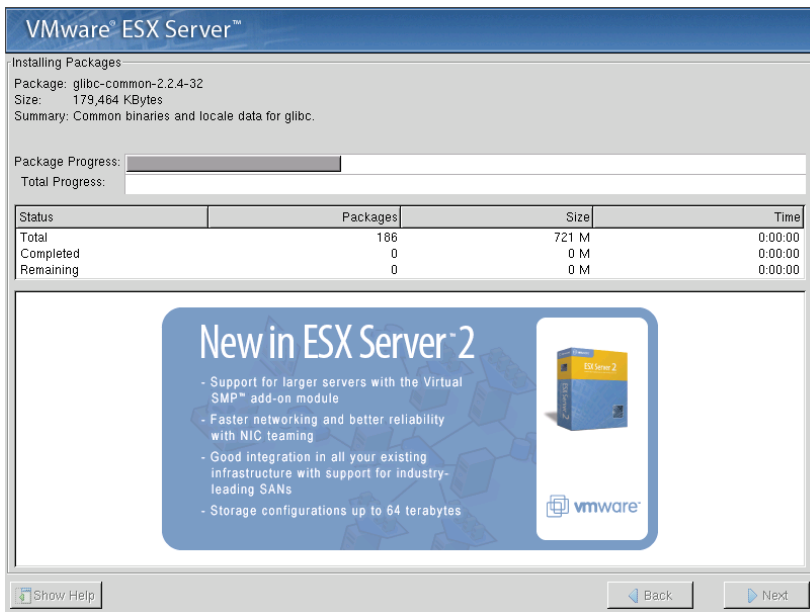 VMware® ESX Server™
Installing Packages
Package: glibc-common-2.2.4-32
Size: 179,464 KBytes
Summary: Common binaries and locale data for glibc.
Package Progress:
Total Progress:
Status Packages Size Time
Total 186 721 M 0:00:00
Completed 0 0 M 0:00:00
Remaining 0 0 M 0:00:00
New in ESX Server™2
- Support for larger servers with the Virtual
SMP™ add-on module
- Faster networking and better reliability
with NIC teaming
- Good integration in all your existing
infrastructure with support for industry-
leading SANs
- Storage configurations up to 64 terabytes
ESX Server 2
ESX Server 2
vmware®
Show Help
Back
Next